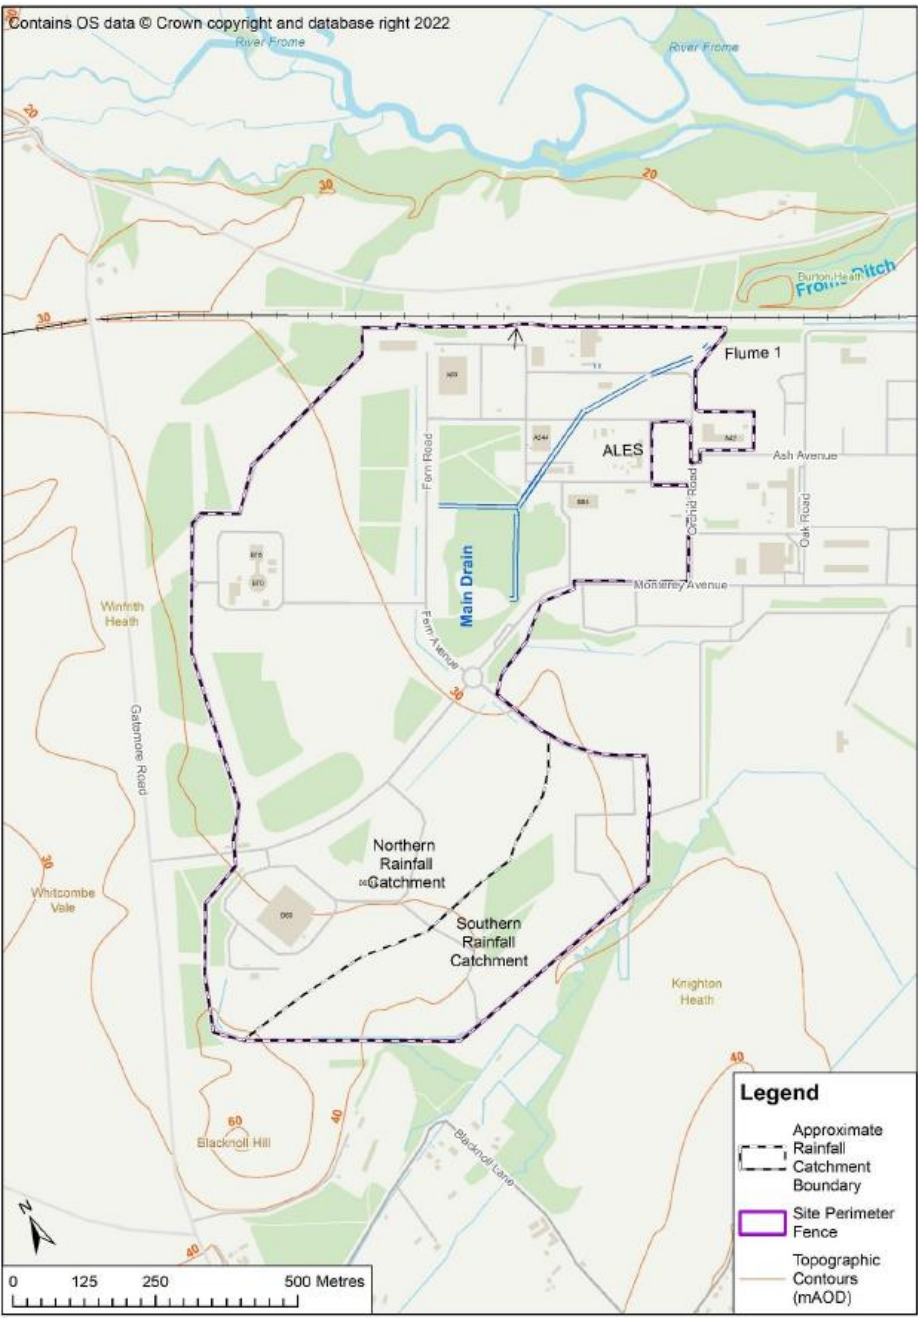 Contains OS data © Crown copyright and database right 2022
River Frome
River Frome
20
30
20
Burton Heath
Frome Ditch
30
Flume 1
Fern Road
A544
ALES
Ash Avenue
Orchid Road
Oak Road
Main Drain
Monterey Avenue
Winfrith
Heath
B70
Fern Avenue
30
Gatemore Road
Northern
Rainfall
Catchment
30
Whitcombe
Vale
D60
Southern
Rainfall
Catchment
Knighton
Heath
40
60
40
Blacknoll Hill
Blacknoll Lane
40
N
0 125 250 500 Metres
Legend
Approximate
Rainfall
Catchment
Boundary
Site Perimeter
Fence
Topographic
Contours
(mAOD)